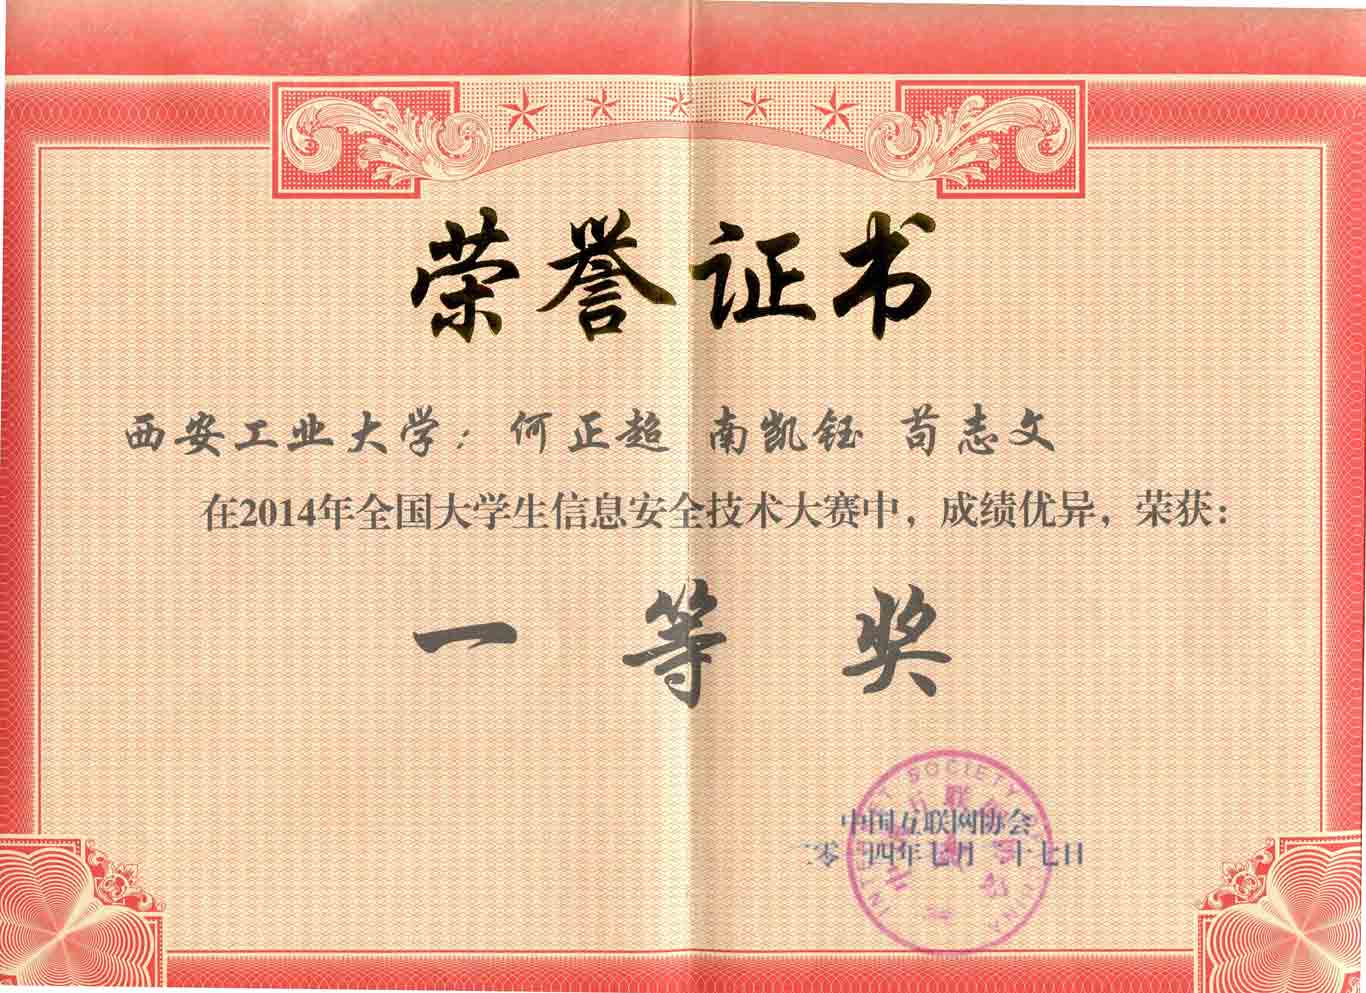 荣誉证书
西安工业大学：何正超 南凯钰 苟志文
在2014年全国大学生信息安全技术大赛中，成绩优异，荣获：
一等奖
中国互联网协会
二零一四年七月二十七日
INTERNET SOCIETY CHINA